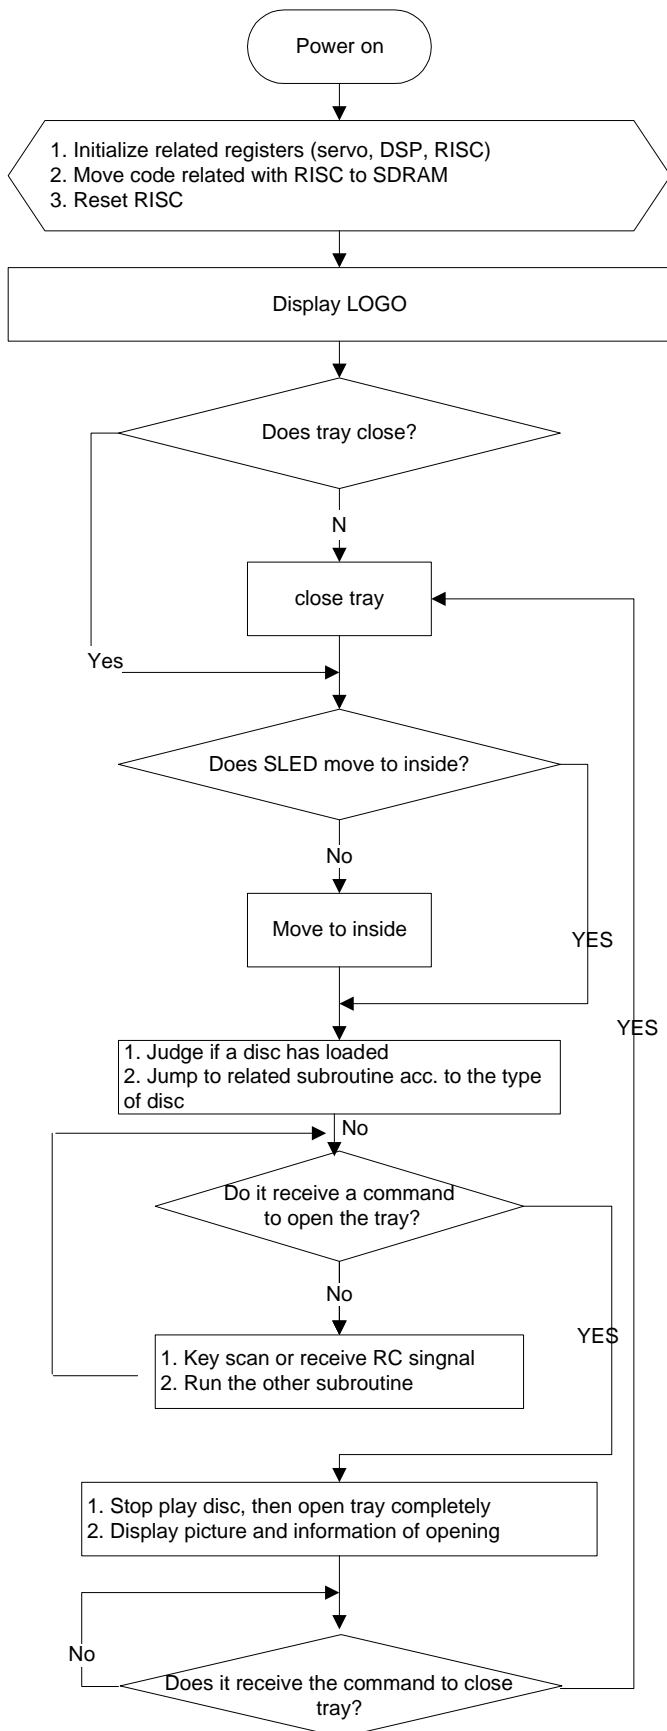 Power on
1. Initialize related registers (servo, DSP, RISC)
2. Move code related with RISC to SDRAM
3. Reset RISC
Display LOGO
Does tray close?
N
close tray
Yes
Does SLED move to inside?
No
Move to inside
YES
YES
1. Judge if a disc has loaded
2. Jump to related subroutine acc. to the type
of disc
No
Do it receive a command
to open the tray?
No
YES
1. Key scan or receive RC singnal
2. Run the other subroutine
1. Stop play disc, then open tray completely
2. Display picture and information of opening
No
Does it receive the command to close
tray?